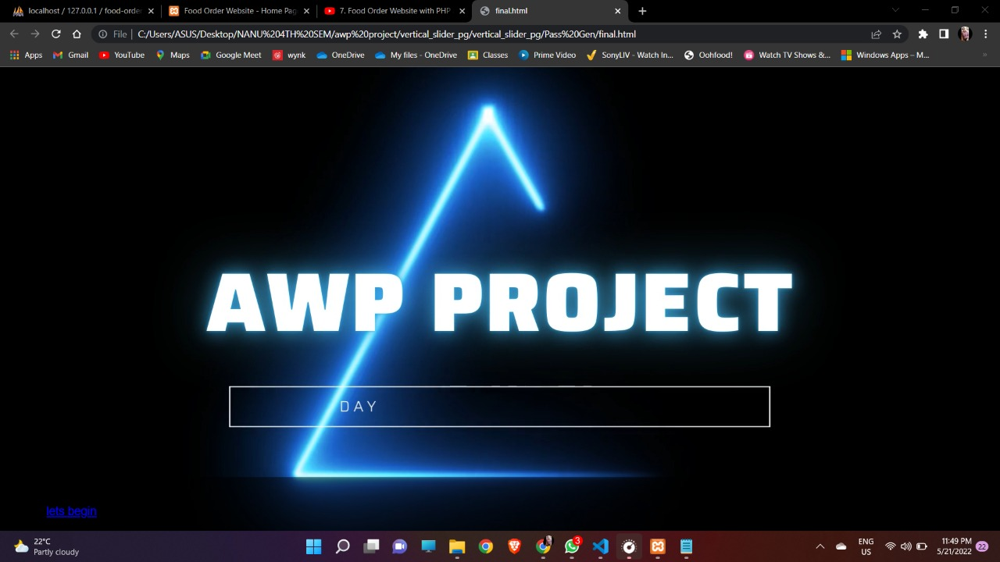 localhost / 127.0.0.1 / food-orde
Food Order Website - Home Pag
7. Food Order Website with PHP
final.html
File
C:/Users/ASUS/Desktop/NANU%204TH%20SEM/awp%20project/vertical_slider_pg/vertical_slider_pg/Pass%20Gen/final.html
Apps
Gmail
YouTube
Maps
Google Meet
wynk
OneDrive
My files - OneDrive
Classes
Prime Video
SonyLIV - Watch In...
Oohfood!
Watch TV Shows &...
Windows Apps – M...
AWP PROJECT
DAY
lets begin
22°C
Partly cloudy
3
ENG
US
11:49 PM
5/21/2022
22